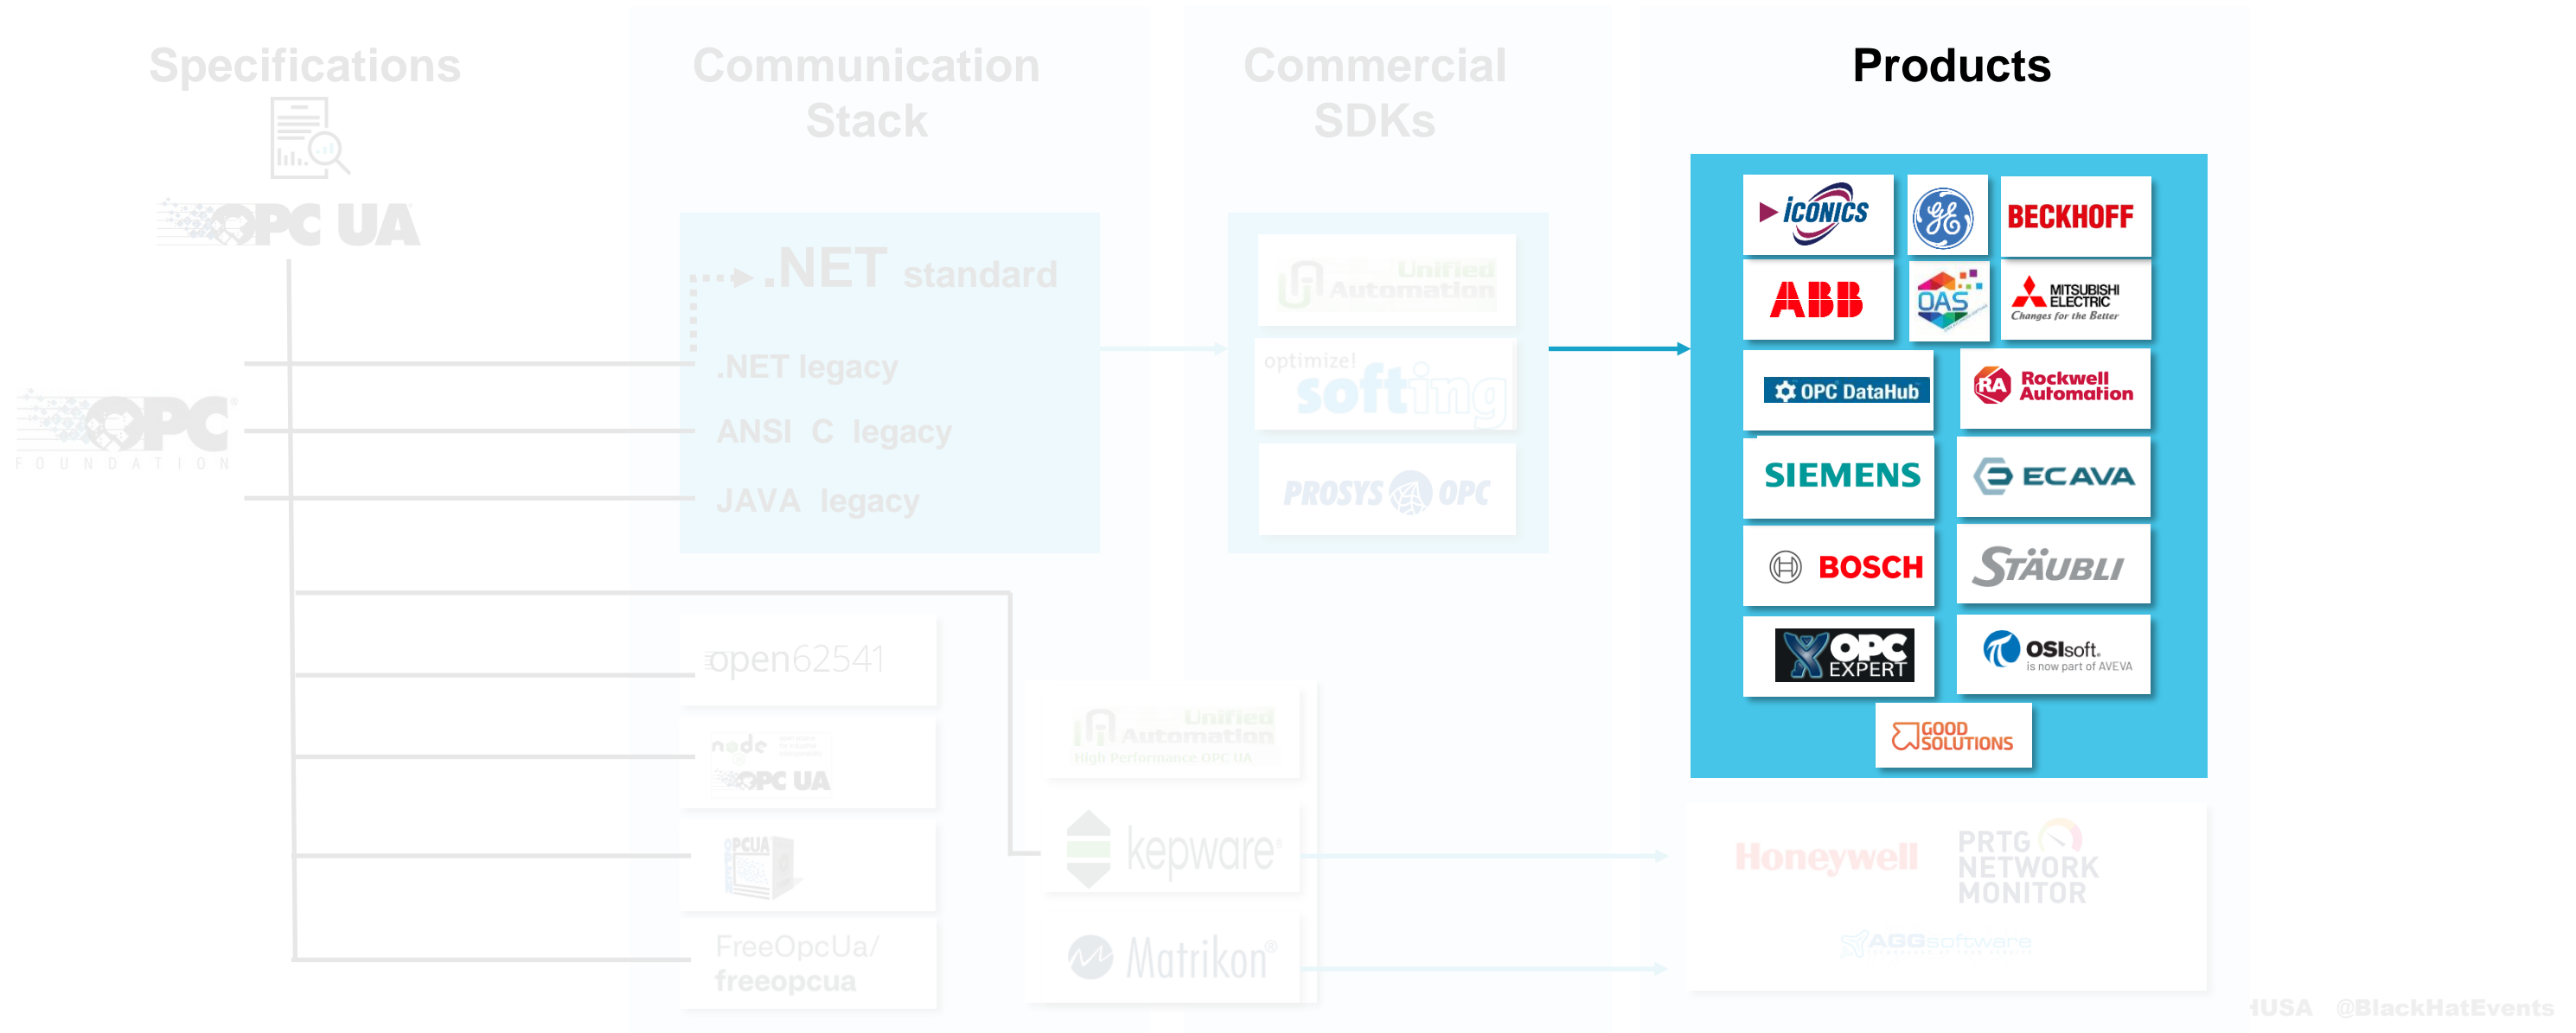 Specifications
OPC UA
OPC
FOUNDATION
Communication
Stack
.NET standard
.NET legacy
ANSI C legacy
JAVA legacy
open62541
node
OPC UA
OPCUA
FreeOpcUa/
freeopcua
Commercial
SDKs
Unified
Automation
optimize!
softing
PROSYS OPC
Unified
Automation
High Performance OPC UA
kepware
Matrikon®
Products
ICONICS
GE
BECKHOFF
ABB
OAS
MITSUBISHI
ELECTRIC
Changes for the Better
OPC DataHub
RA Rockwell
Automation
SIEMENS
ECAVA
BOSCH
STÄUBLI
OPC
EXPERT
OSIsoft.
is now part of AVEVA
GOOD
SOLUTIONS
Honeywell
PRTG
NETWORK
MONITOR
AGGsoftware
HUSA @BlackHatEvents